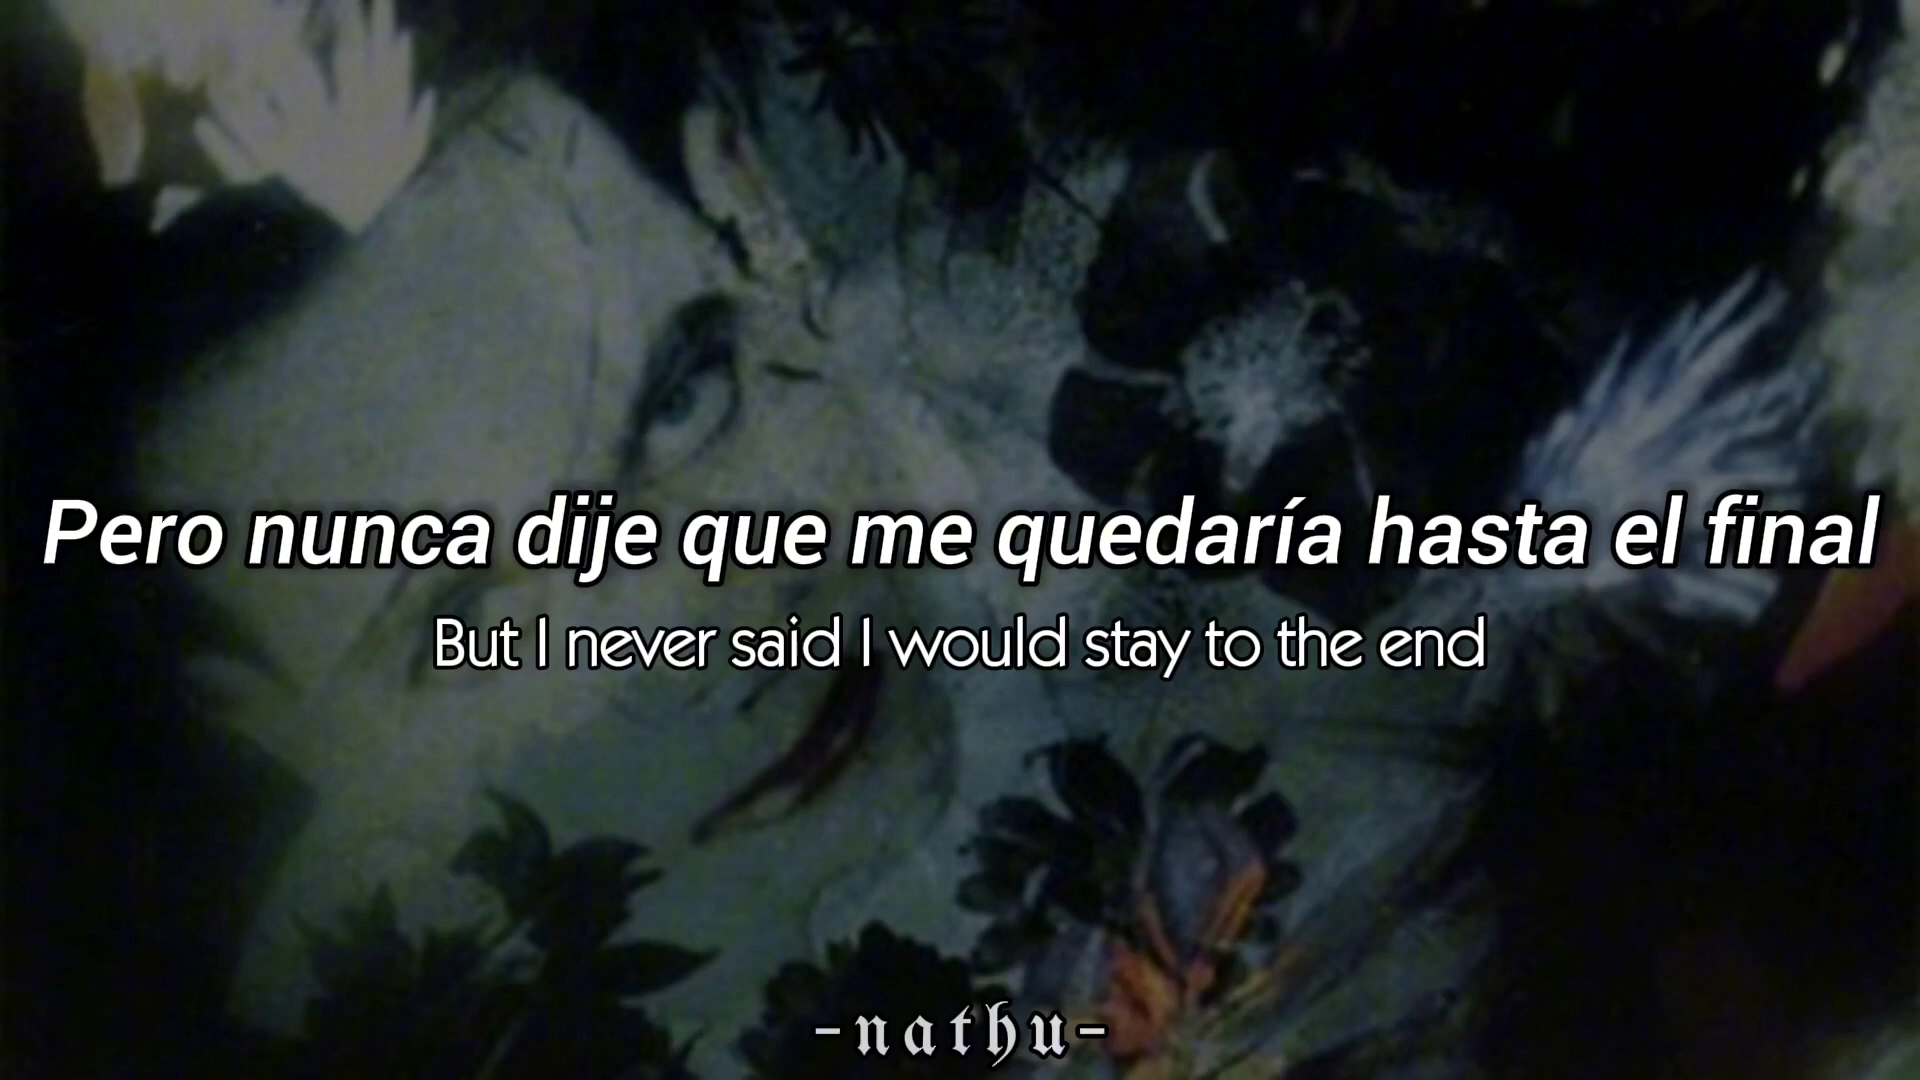 Pero nunca dije que me quedaría hasta el final
But I never said I would stay to the end
-nathu-